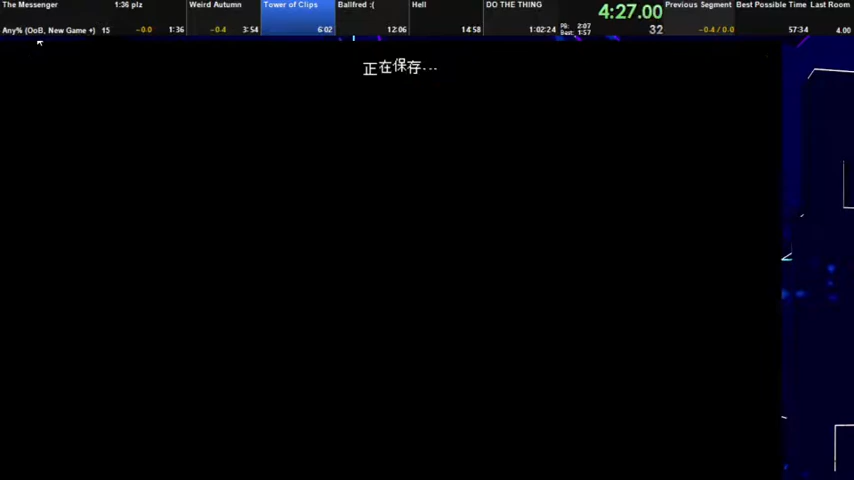 The Messenger 1:36 plz Weird Autumn Tower of Clips Ballfred :( Hell DO THE THING 4:27.00 Previous Segment Best Possible Time Last Room
Any% (OoB, New Game +) 15 -0.0 1:36 -0.4 3:54 6:02 12:06 14:58 1:02:24 PB: 2:07 Best: 1:57 32 -0.4 / 0.0 57:34 4.00
正在保存...